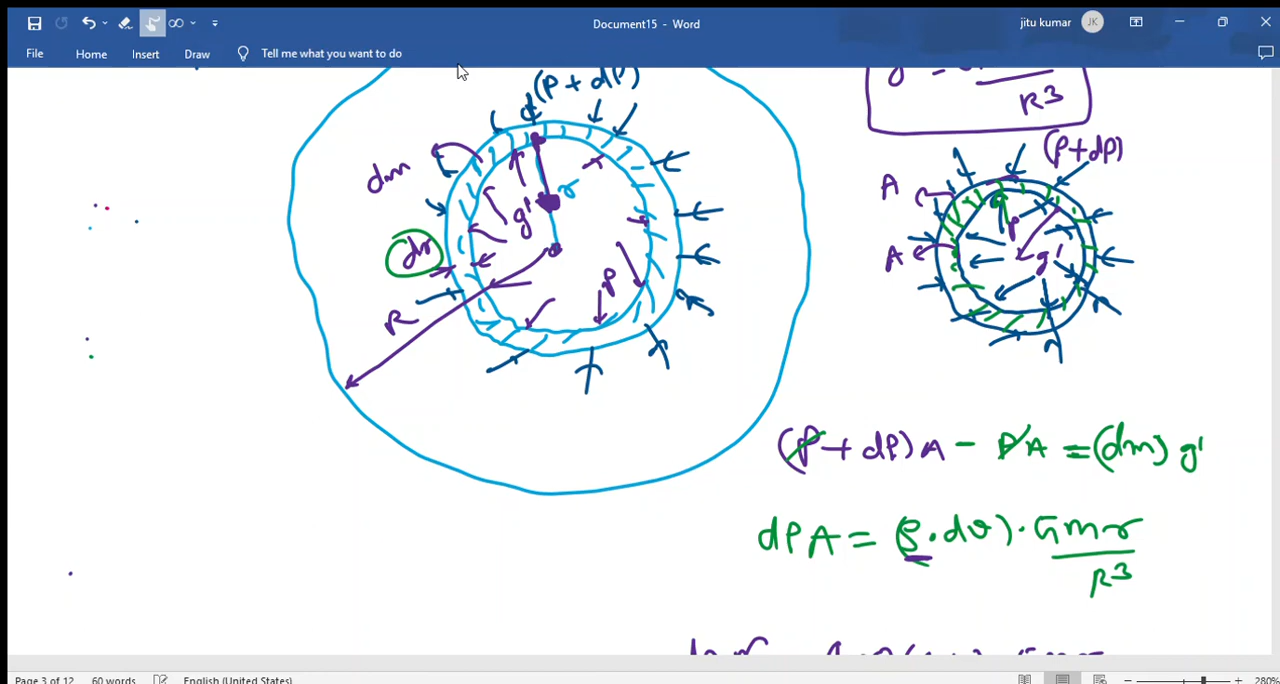 Document15 - Word
jitu kumar
JK
File
Home
Insert
Draw
Tell me what you want to do
(P + dP)
R³
(P+dP)
dm
r
A
g'
P
dr
A
g'
P
R
(P + dP)A - PA = (dm) g'
dPA = (ρ.dv). Gmr
R³
Page 3 of 12
60 words
English (United States)
280%